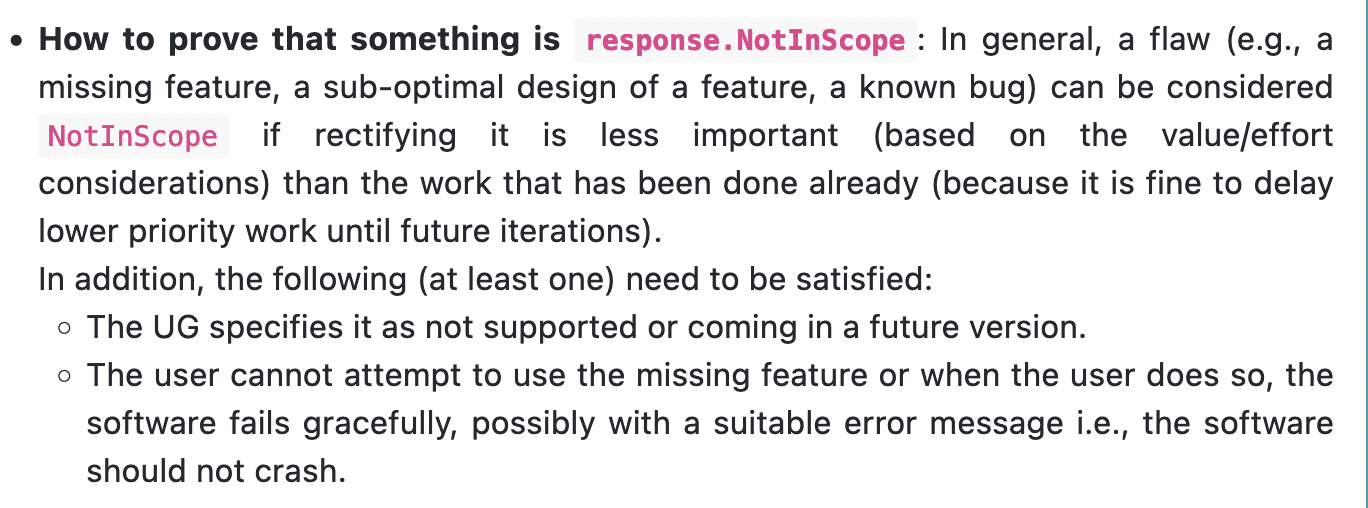 • How to prove that something is response.NotInScope : In general, a flaw (e.g., a
missing feature, a sub-optimal design of a feature, a known bug) can be considered
NotInScope if rectifying it is less important (based on the value/effort
considerations) than the work that has been done already (because it is fine to delay
lower priority work until future iterations).
In addition, the following (at least one) need to be satisfied:
◦ The UG specifies it as not supported or coming in a future version.
◦ The user cannot attempt to use the missing feature or when the user does so, the
software fails gracefully, possibly with a suitable error message i.e., the software
should not crash.